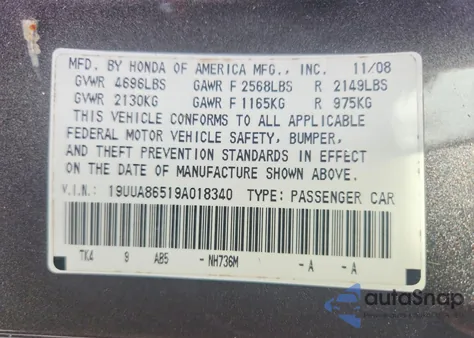 MFD. BY HONDA OF AMERICA MFG., INC. 11/08
GVWR 4696LBS GAWR F 2568LBS R 2149LBS
GVWR 2130KG GAWR F 1165KG R 975KG
THIS VEHICLE CONFORMS TO ALL APPLICABLE
FEDERAL MOTOR VEHICLE SAFETY, BUMPER,
AND THEFT PREVENTION STANDARDS IN EFFECT
ON THE DATE OF MANUFACTURE SHOWN ABOVE.
V.I.N.: 19UUA86519A018340 TYPE: PASSENGER CAR
TK4 9 AB5 - NH736M - A - A
autoSnap